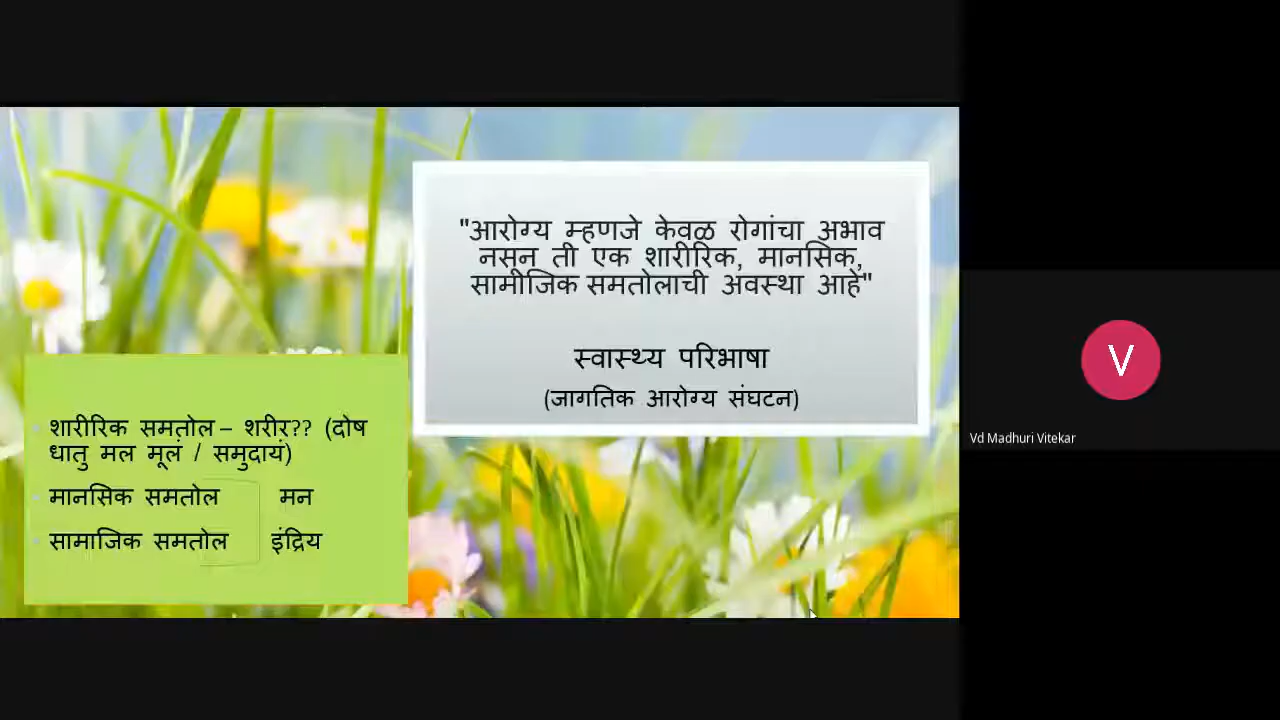 "आरोग्य म्हणजे केवळ रोगांचा अभाव
नसून ती एक शारीरिक, मानसिक,
सामाजिक समतोलाची अवस्था आहे"
स्वास्थ्य परिभाषा
(जागतिक आरोग्य संघटन)
शारीरिक समतोल – शरीर?? (दोष
धातु मल मूलं / समुदायं)
मानसिक समतोल मन
सामाजिक समतोल इंद्रिय
V
Vd Madhuri Vitekar